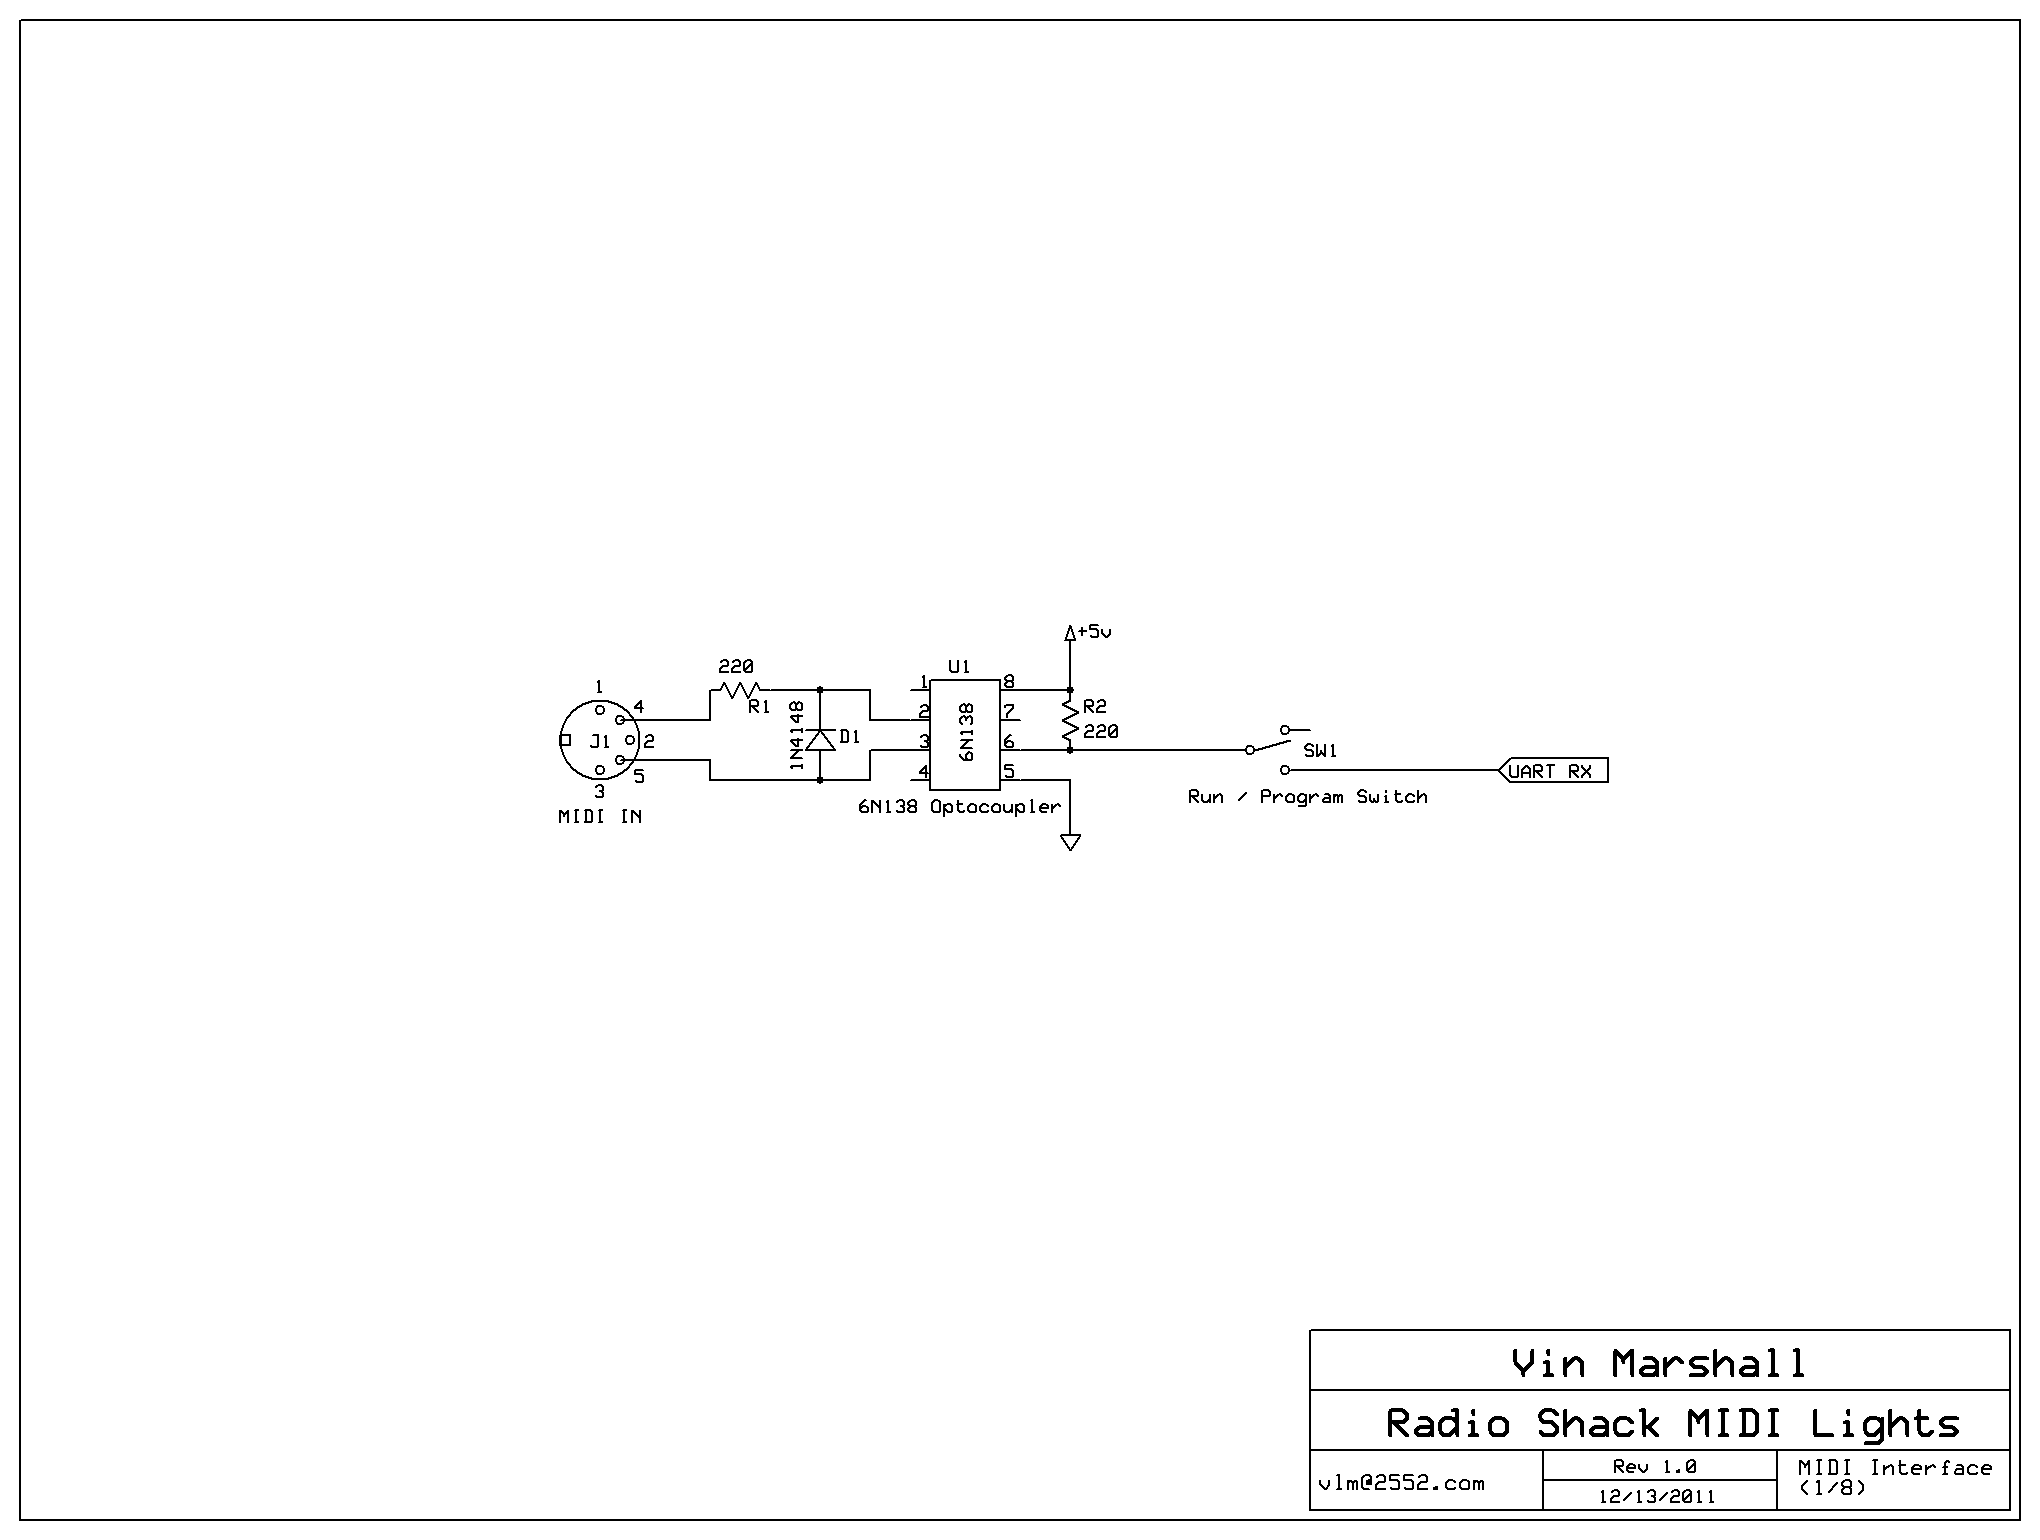 +5v
220
U1
1
8
1
R1
4
2
7
R2
220
J1
2
1N4148
D1
3
6N138
6
SW1
5
4
5
UART RX
3
6N138 Optocoupler
Run / Program Switch
MIDI IN
Vin Marshall
Radio Shack MIDI Lights
vlm@2552.com
Rev 1.0
12/13/2011
MIDI Interface
(1/8)